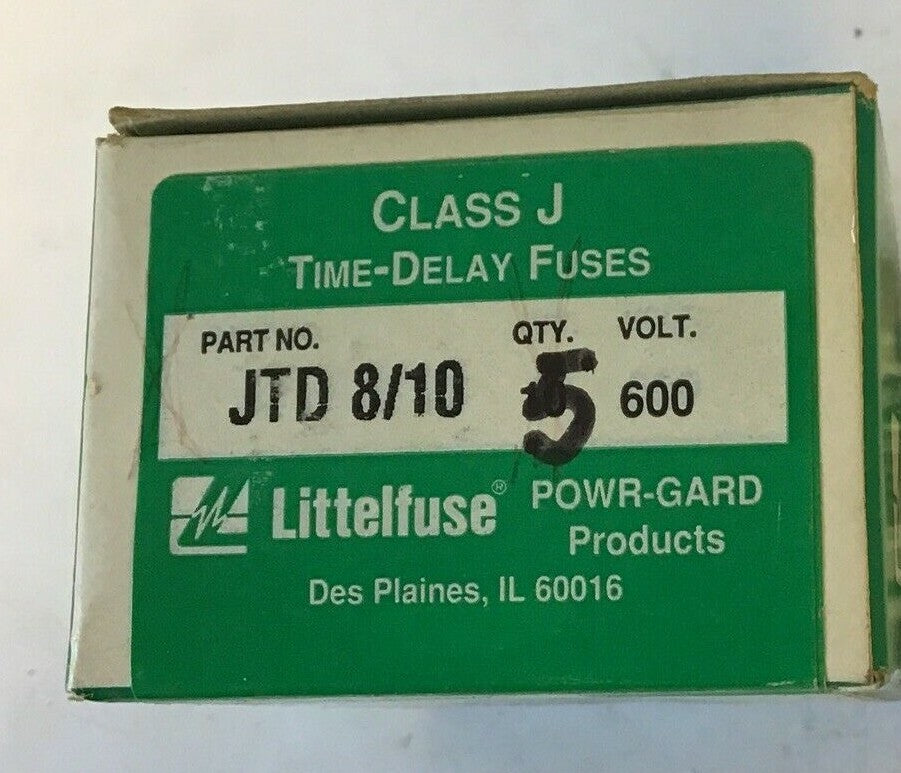 CLASS J
TIME-DELAY FUSES
PART NO. QTY. VOLT.
JTD 8/10 5 600
Littelfuse® POWR-GARD
Products
Des Plaines, IL 60016